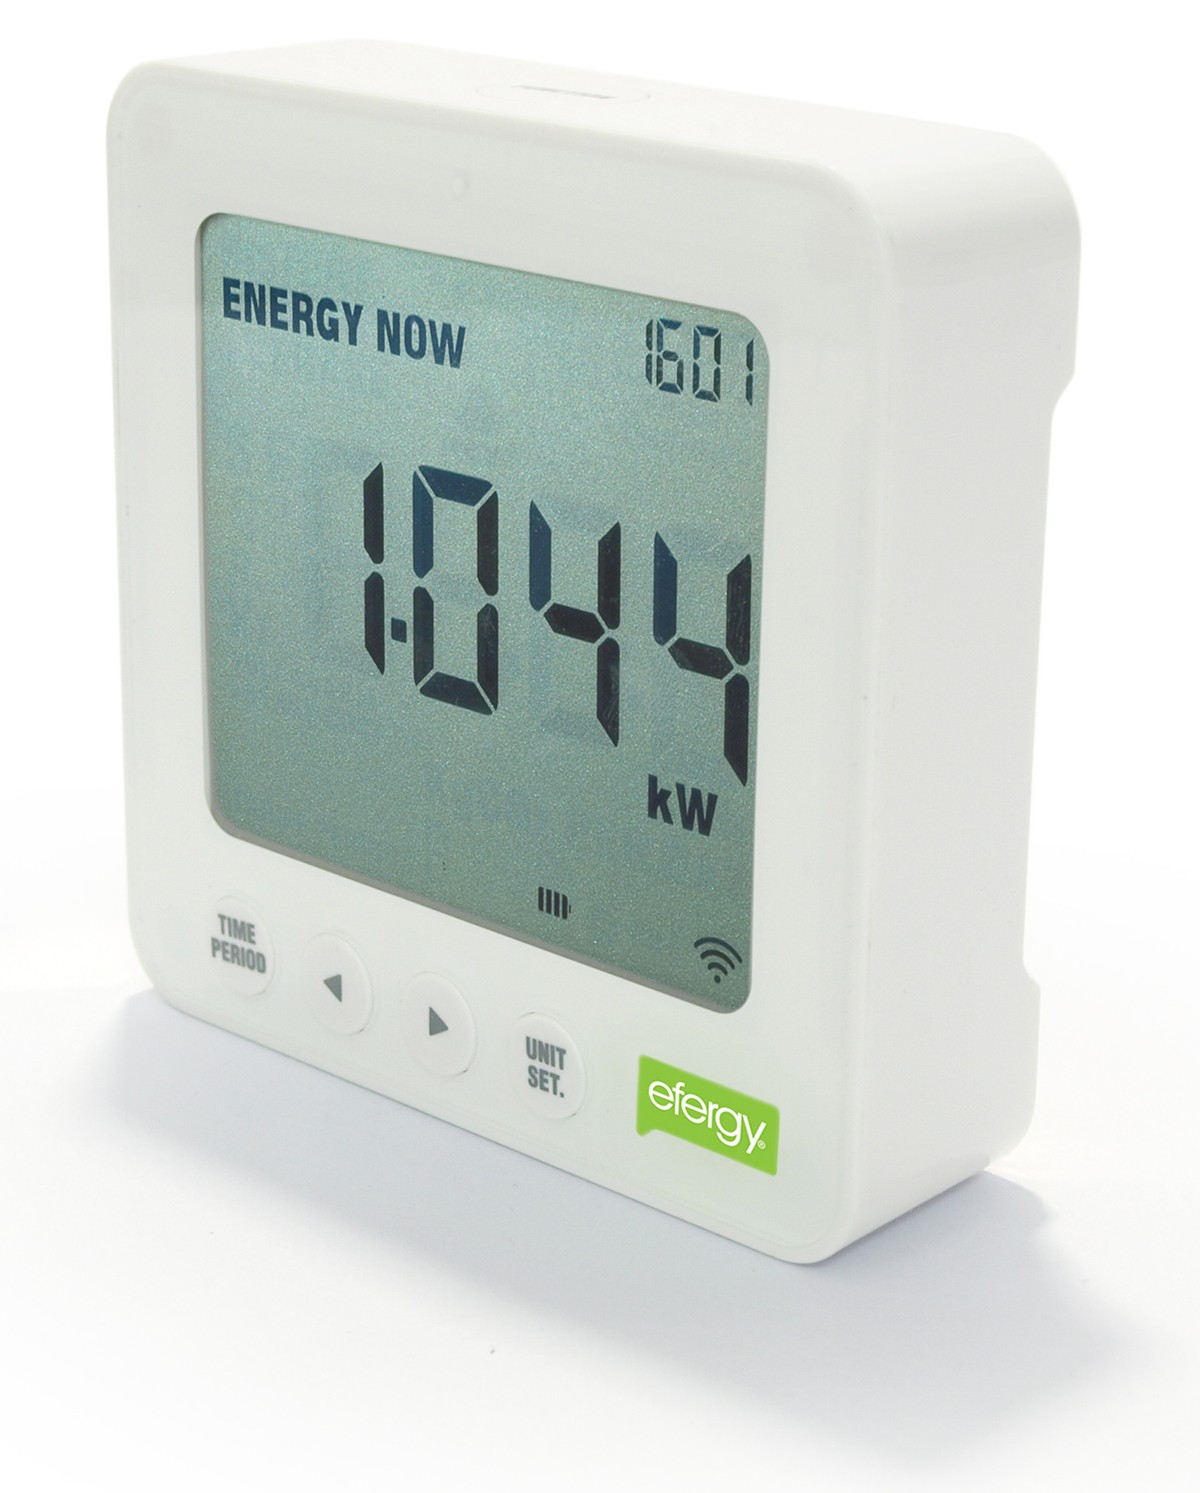 ENERGY NOW
1601
1.044
kW
TIME
PERIOD
UNIT
SET.
efergy®